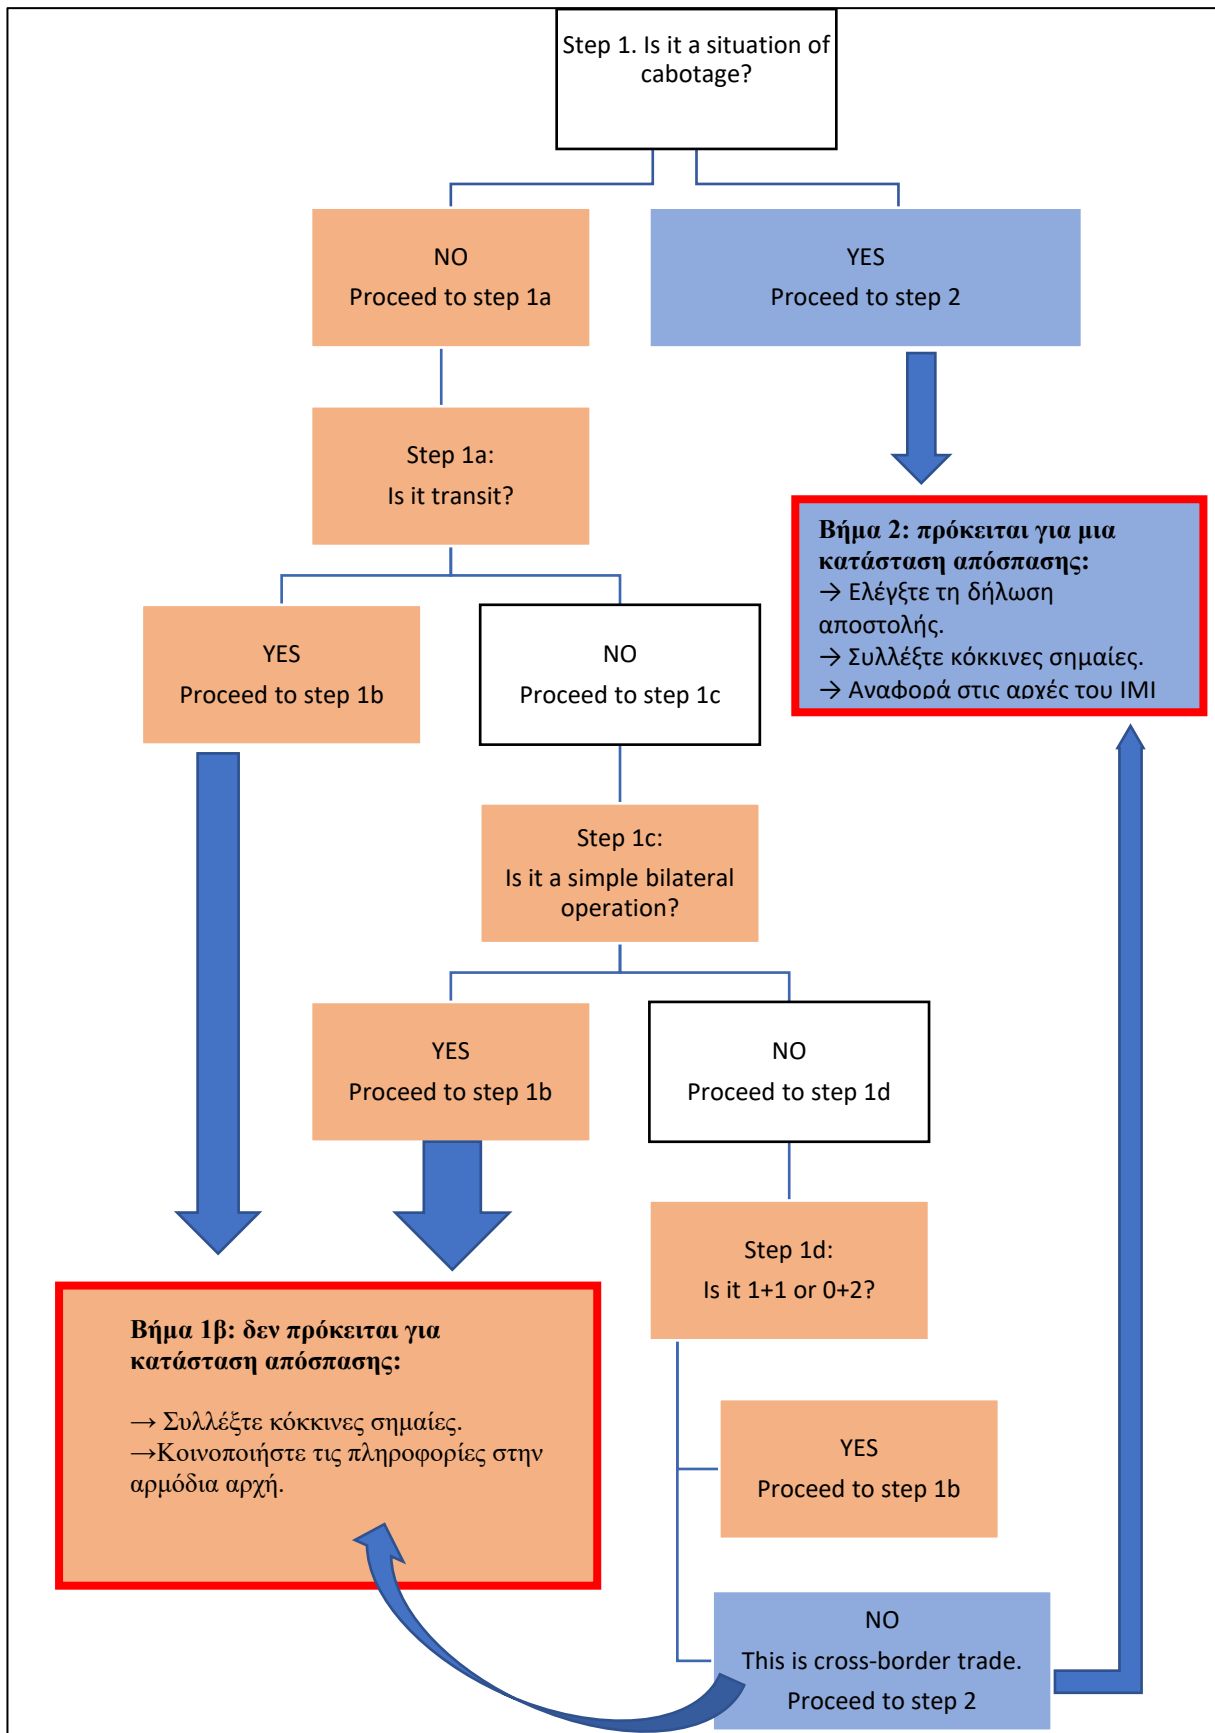 Step 1. Is it a situation of
cabotage?
NO
Proceed to step 1a
YES
Proceed to step 2
Step 1a:
Is it transit?
Βήμα 2: πρόκειται για μια
κατάσταση απόσπασης:
→ Ελέγξτε τη δήλωση
αποστολής.
→ Συλλέξτε κόκκινες σημαίες.
→ Αναφορά στις αρχές του IMI
YES
Proceed to step 1b
NO
Proceed to step 1c
Step 1c:
Is it a simple bilateral
operation?
YES
Proceed to step 1b
NO
Proceed to step 1d
Step 1d:
Is it 1+1 or 0+2?
Βήμα 1β: δεν πρόκειται για
κατάσταση απόσπασης:
→ Συλλέξτε κόκκινες σημαίες.
→Κοινοποιήστε τις πληροφορίες στην
αρμόδια αρχή.
YES
Proceed to step 1b
NO
This is cross-border trade.
Proceed to step 2